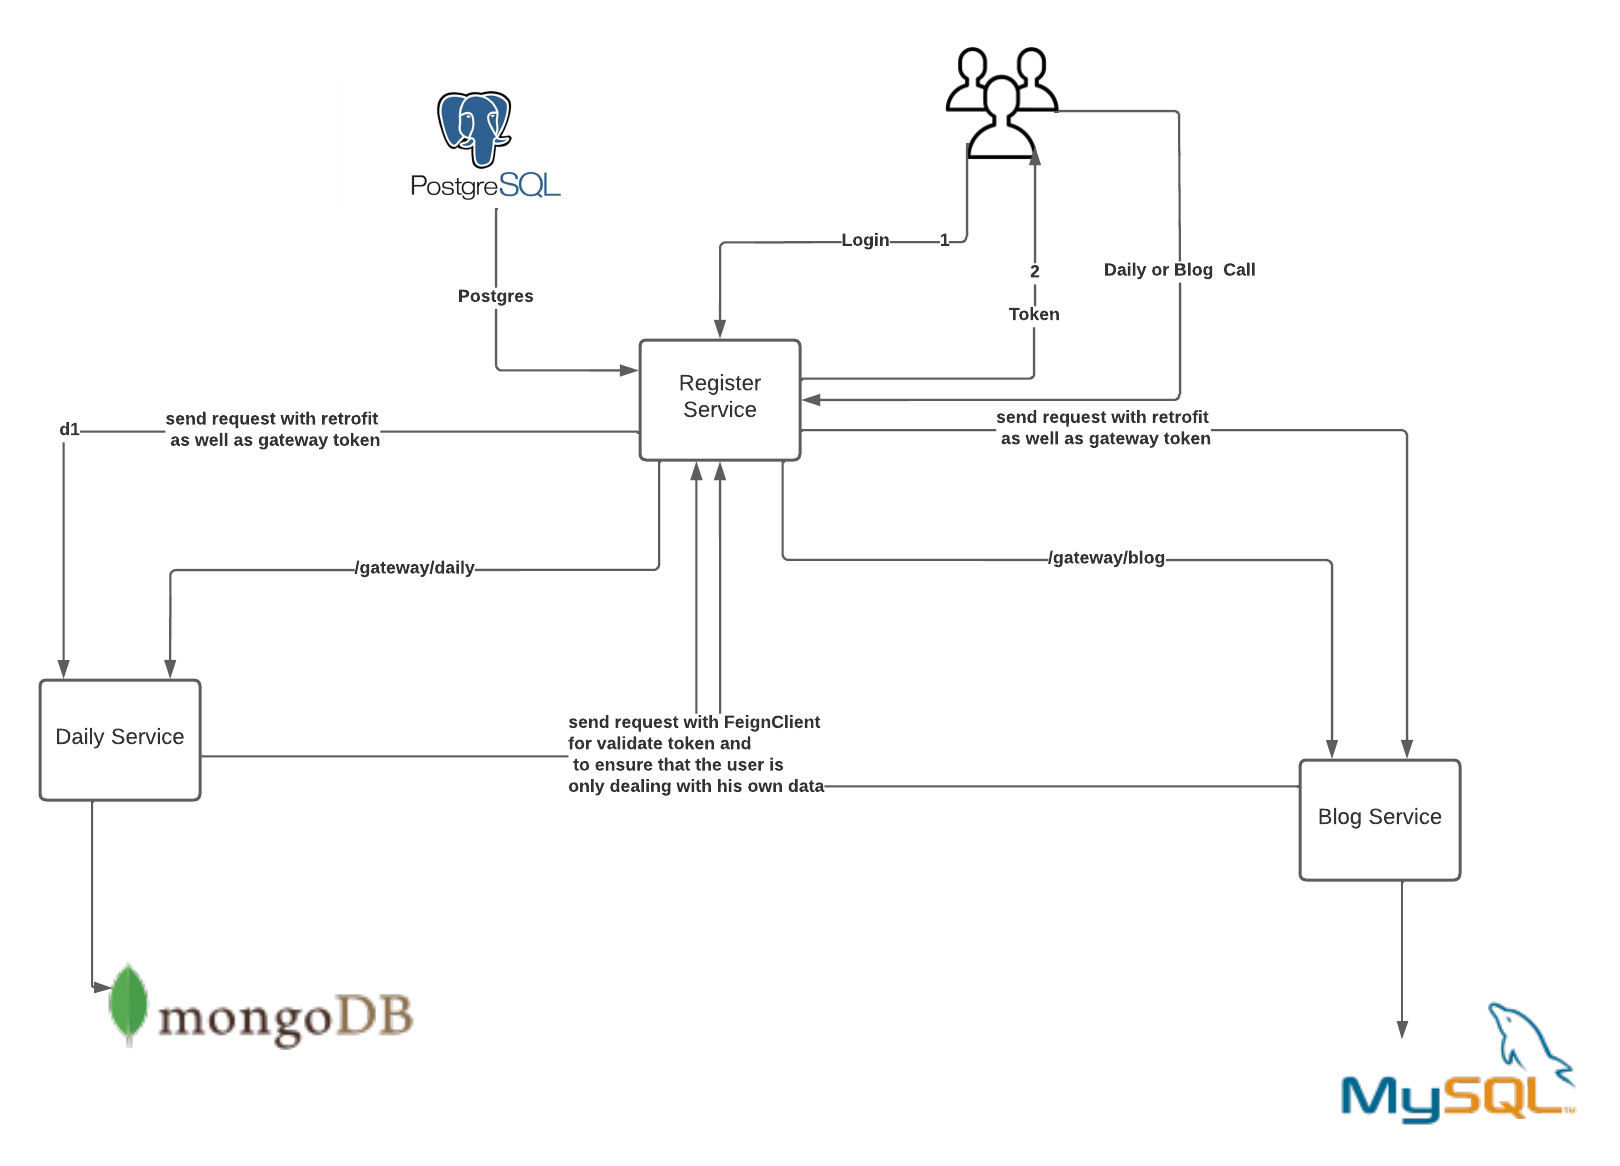 PostgreSQL
Login
1
2
Daily or Blog  Call
Postgres
Token
Register
Service
send request with retrofit
as well as gateway token
d1
send request with retrofit
as well as gateway token
/gateway/daily
/gateway/blog
send request with FeignClient
for validate token and
to ensure that the user is
only dealing with his own data
Daily Service
Blog Service
mongoDB
MySQL
TM